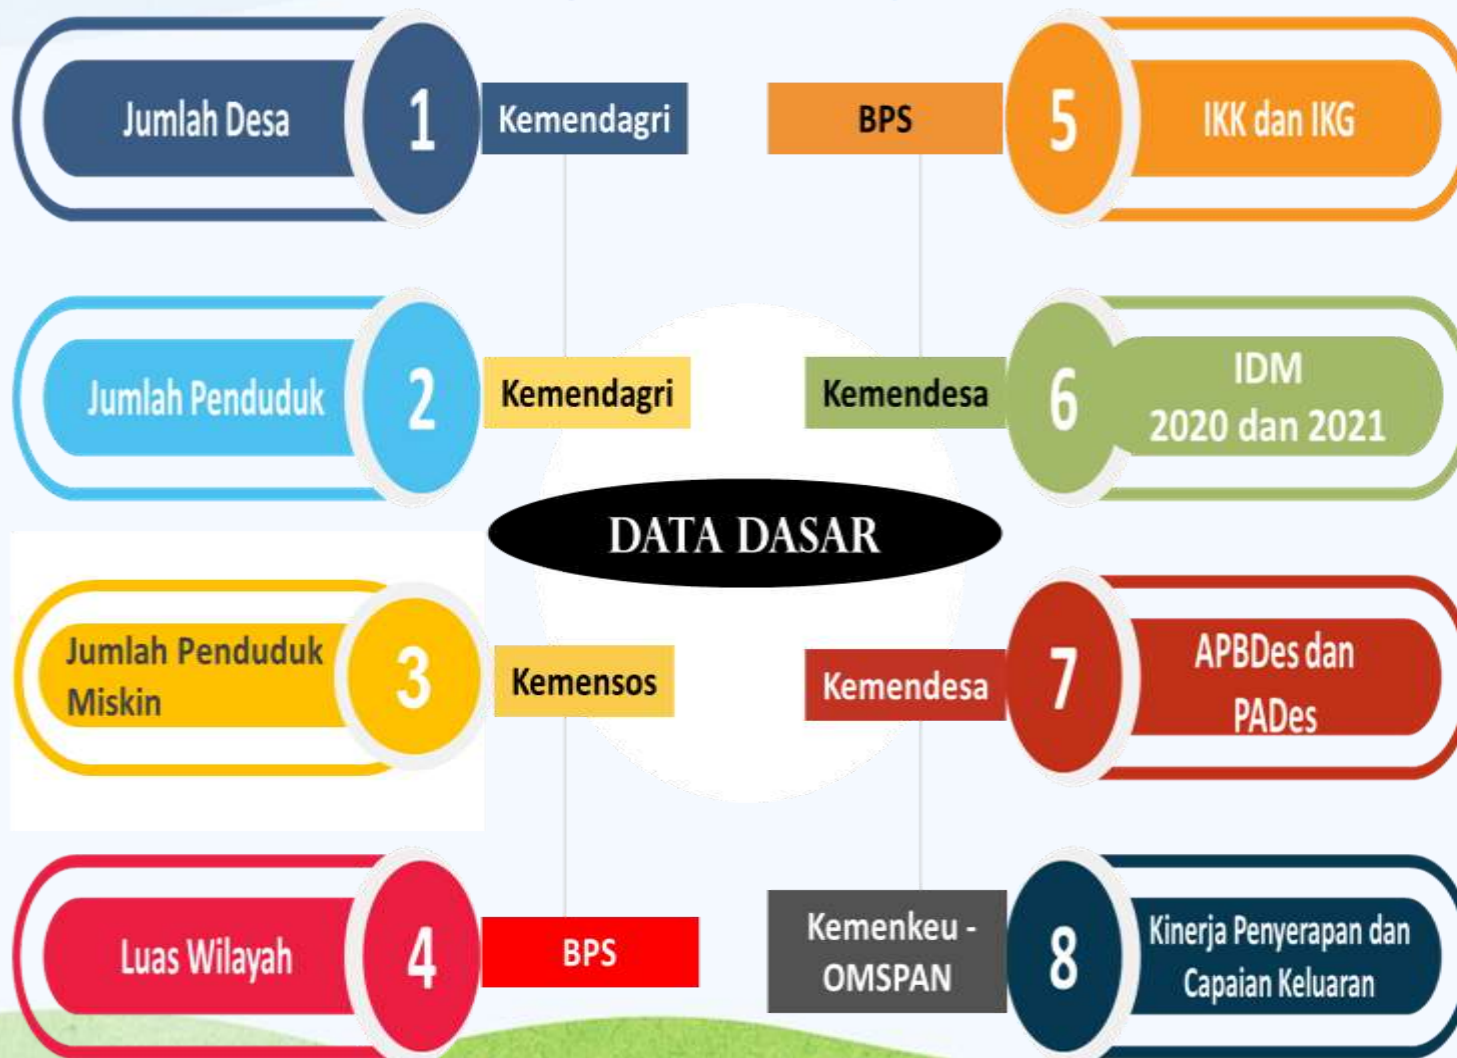 Jumlah Desa
1
Kemendagri
Jumlah Penduduk
2
Kemendagri
Jumlah Penduduk
Miskin
3
Kemensos
Luas Wilayah
4
BPS
DATA DASAR
BPS
5
IKK dan IKG
Kemendesa
6
IDM
2020 dan 2021
Kemendesa
7
APBDes dan
PADes
Kemenkeu -
OMSPAN
8
Kinerja Penyerapan dan
Capaian Keluaran